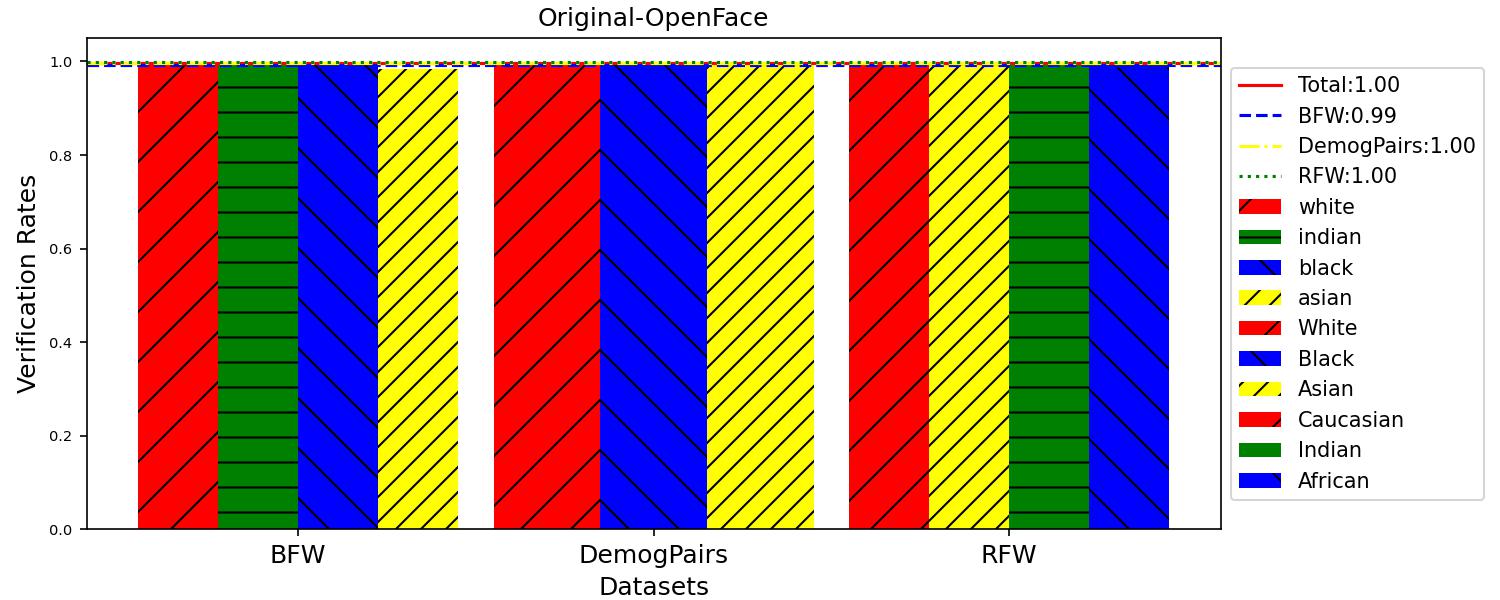 Original-OpenFace
Verification Rates
1.0
0.8
0.6
0.4
0.2
0.0
BFW
DemogPairs
RFW
Datasets
Total:1.00
BFW:0.99
DemogPairs:1.00
RFW:1.00
white
indian
black
asian
White
Black
Asian
Caucasian
Indian
African